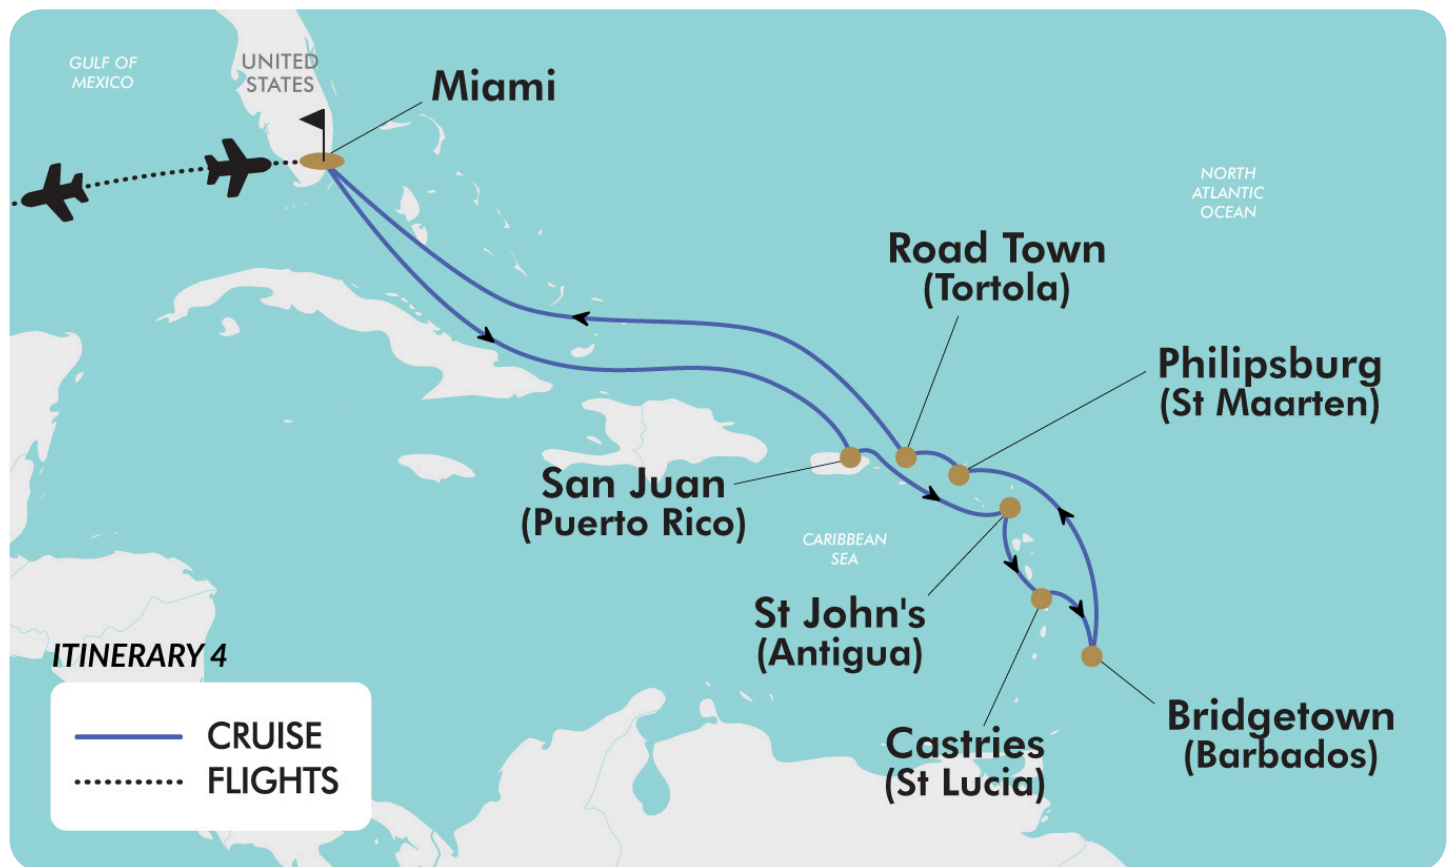 GULF OF
MEXICO
UNITED
STATES
Miami
NORTH
ATLANTIC
OCEAN
Road Town
(Tortola)
Philipsburg
(St Maarten)
San Juan
(Puerto Rico)
CARIBBEAN
SEA
St John's
(Antigua)
Castries
(St Lucia)
Bridgetown
(Barbados)
ITINERARY 4
CRUISE
FLIGHTS